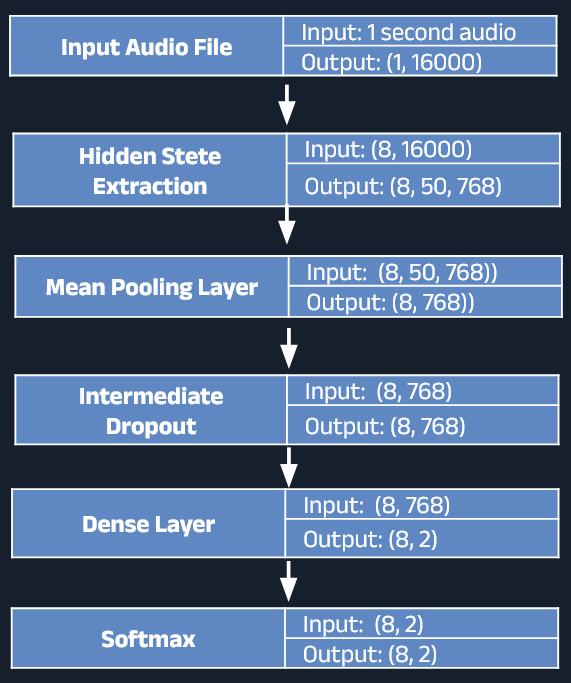 Input Audio File
Input: 1 second audio
Output: (1, 16000)
Hidden Stete
Extraction
Input: (8, 16000)
Output: (8, 50, 768)
Mean Pooling Layer
Input: (8, 50, 768))
Output: (8, 768))
Intermediate
Dropout
Input: (8, 768)
Output: (8, 768)
Dense Layer
Input: (8, 768)
Output: (8, 2)
Softmax
Input: (8, 2)
Output: (8, 2)